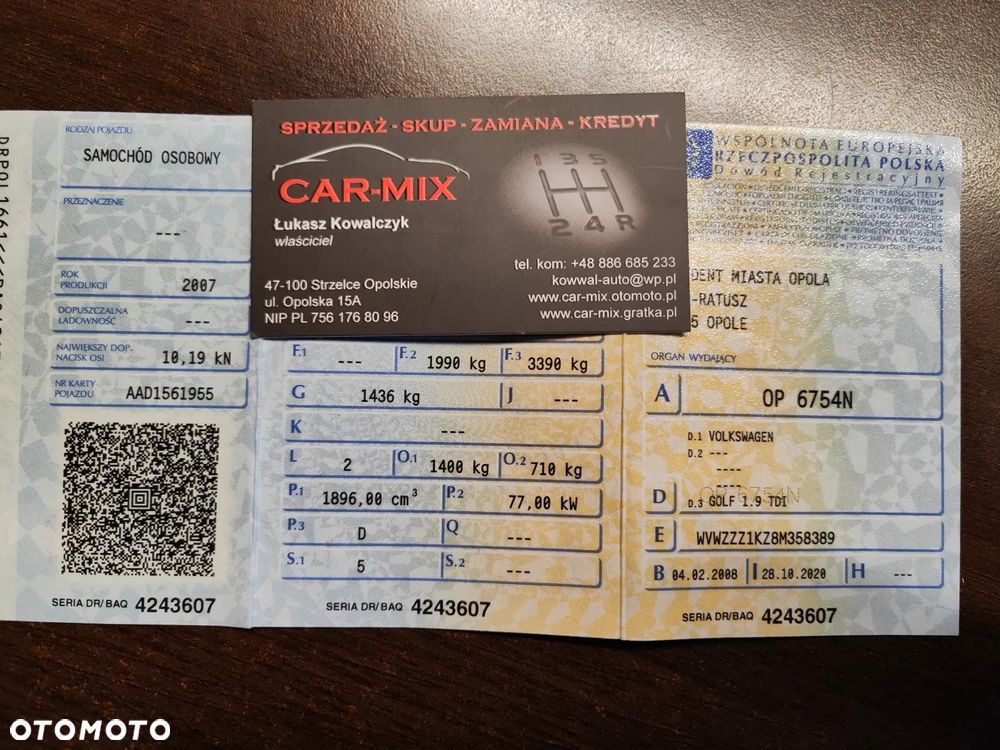 RODZAJ POJAZDU
SAMOCHÓD OSOBOWY
PRZEZNACZENIE
---
ROK
PRODUKCJI
2007
DOPUSZCZALNA
ŁADOWNOŚĆ
---
NAJWIĘKSZY DOP.
NACISK OSI
10,19 kN
NR KARTY
POJAZDU
AAD1561955
SERIA DR/BAQ 4243607
SPRZEDAŻ - SKUP - ZAMIANA - KREDYT
CAR-MIX
Łukasz Kowalczyk
właściciel
1 3 5
2 4 R
47-100 Strzelce Opolskie
ul. Opolska 15A
NIP PL 756 176 80 96
tel. kom: +48 886 685 233
kowwal-auto@wp.pl
www.car-mix.otomoto.pl
www.car-mix.gratka.pl
F.1 --- F.2 1990 kg F.3 3390 kg
G 1436 kg J ---
K ---
L 2 O.1 1400 kg O.2 710 kg
P.1 1896,00 cm³ P.2 77,00 kW
P.3 D Q ---
S.1 5 S.2 ---
SERIA DR/BAQ 4243607
WSPÓLNOTA EUROPEJSKA
RZECZPOSPOLITA POLSKA
Dowód Rejestracyjny
DENT MIASTA OPOLA
-RATUSZ
5 OPOLE
ORGAN WYDAJĄCY
A OP 6754N
D.1 VOLKSWAGEN
D.2 ---
----
----
D D.3 GOLF 1.9 TDI
OP 6754N
E WVWZZZ1KZ8M358389
B 04.02.2008 I 28.10.2020 H ---
SERIA DR/BAQ 4243607
OTOMOTO